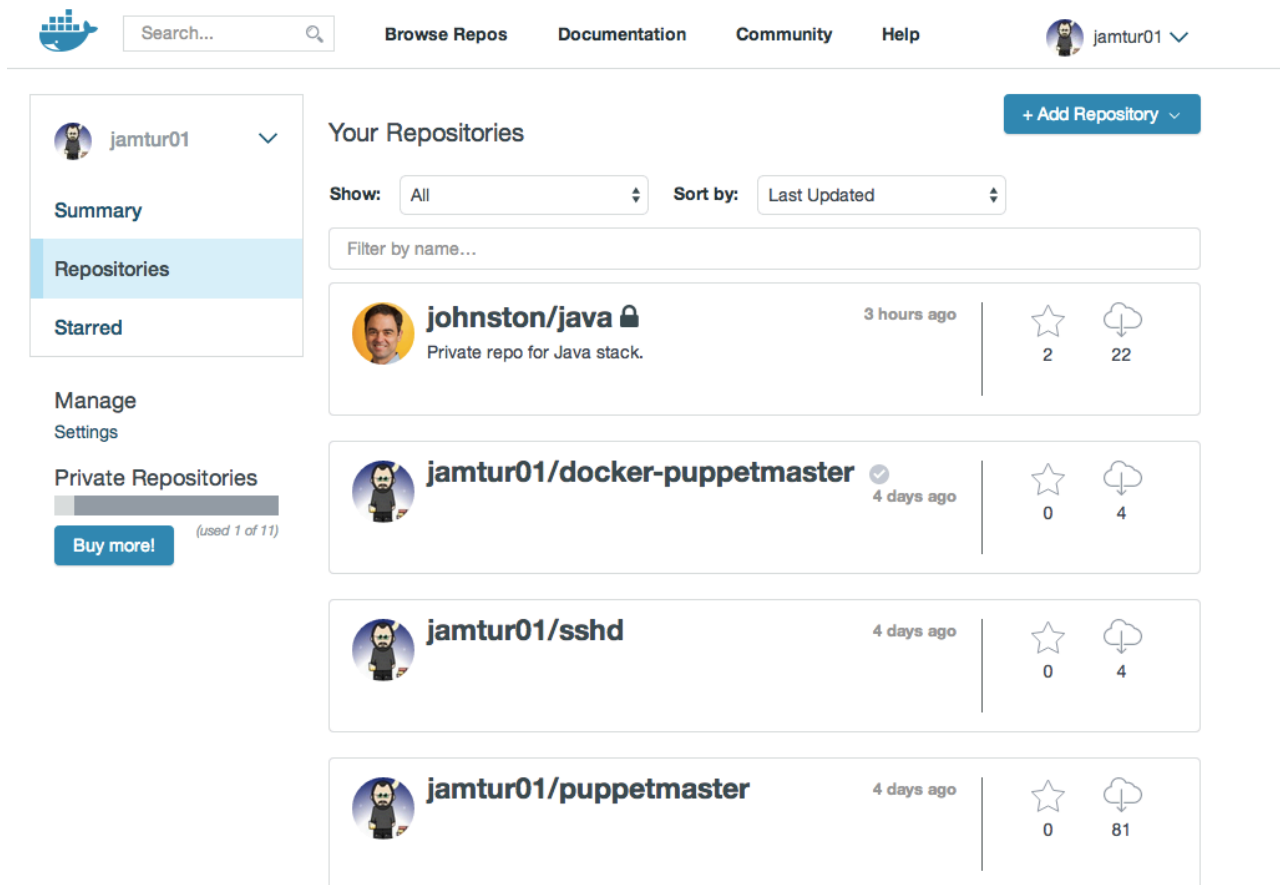 Search...
Browse Repos
Documentation
Community
Help
jamtur01
jamtur01
Summary
Repositories
Starred
Manage
Settings
Private Repositories
(used 1 of 11)
Buy more!
Your Repositories
+ Add Repository
Show: All
Sort by: Last Updated
Filter by name...
johnston/java
3 hours ago
Private repo for Java stack.
2
22
jamtur01/docker-puppetmaster
4 days ago
0
4
jamtur01/sshd
4 days ago
0
4
jamtur01/puppetmaster
4 days ago
0
81